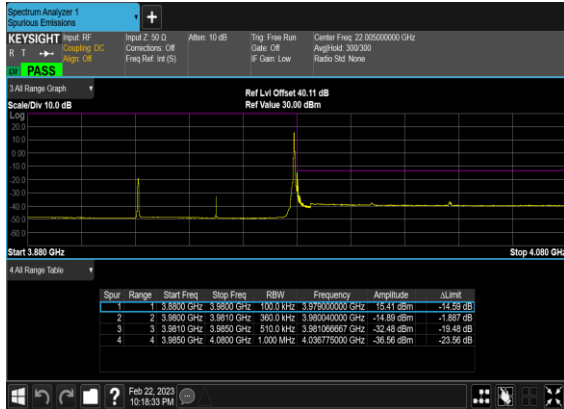 Spectrum Analyzer 1
Spurious Emissions
+
KEYSIGHT Input: RF
R T
Coupling: DC
Align: Off
Input Z: 50 Ω
Corrections: Off
Freq Ref: Int (S)
Atten: 10 dB
Trig: Free Run
Gate: Off
IF Gain: Low
Center Freq: 22.005000000 GHz
Avg|Hold: 300/300
Radio Std: None
PASS
3 All Range Graph
Scale/Div 10.0 dB
Ref Lvl Offset 40.11 dB
Ref Value 30.00 dBm
Log
20.0
10.0
0.00
-10.0
-20.0
-30.0
-40.0
-50.0
-60.0
Start 3.880 GHz
Stop 4.080 GHz
4 All Range Table
Spur Range Start Freq Stop Freq RBW Frequency Amplitude ΔLimit
1 1 3.8800 GHz 3.9800 GHz 100.0 kHz 3.979000000 GHz 15.41 dBm -14.59 dB
2 2 3.9800 GHz 3.9810 GHz 360.0 kHz 3.980040000 GHz -14.89 dBm -1.887 dB
3 3 3.9810 GHz 3.9850 GHz 510.0 kHz 3.981066667 GHz -32.48 dBm -19.48 dB
4 4 3.9850 GHz 4.0800 GHz 1.000 MHz 4.036775000 GHz -36.56 dBm -23.56 dB
?
Feb 22, 2023
10:18:33 PM